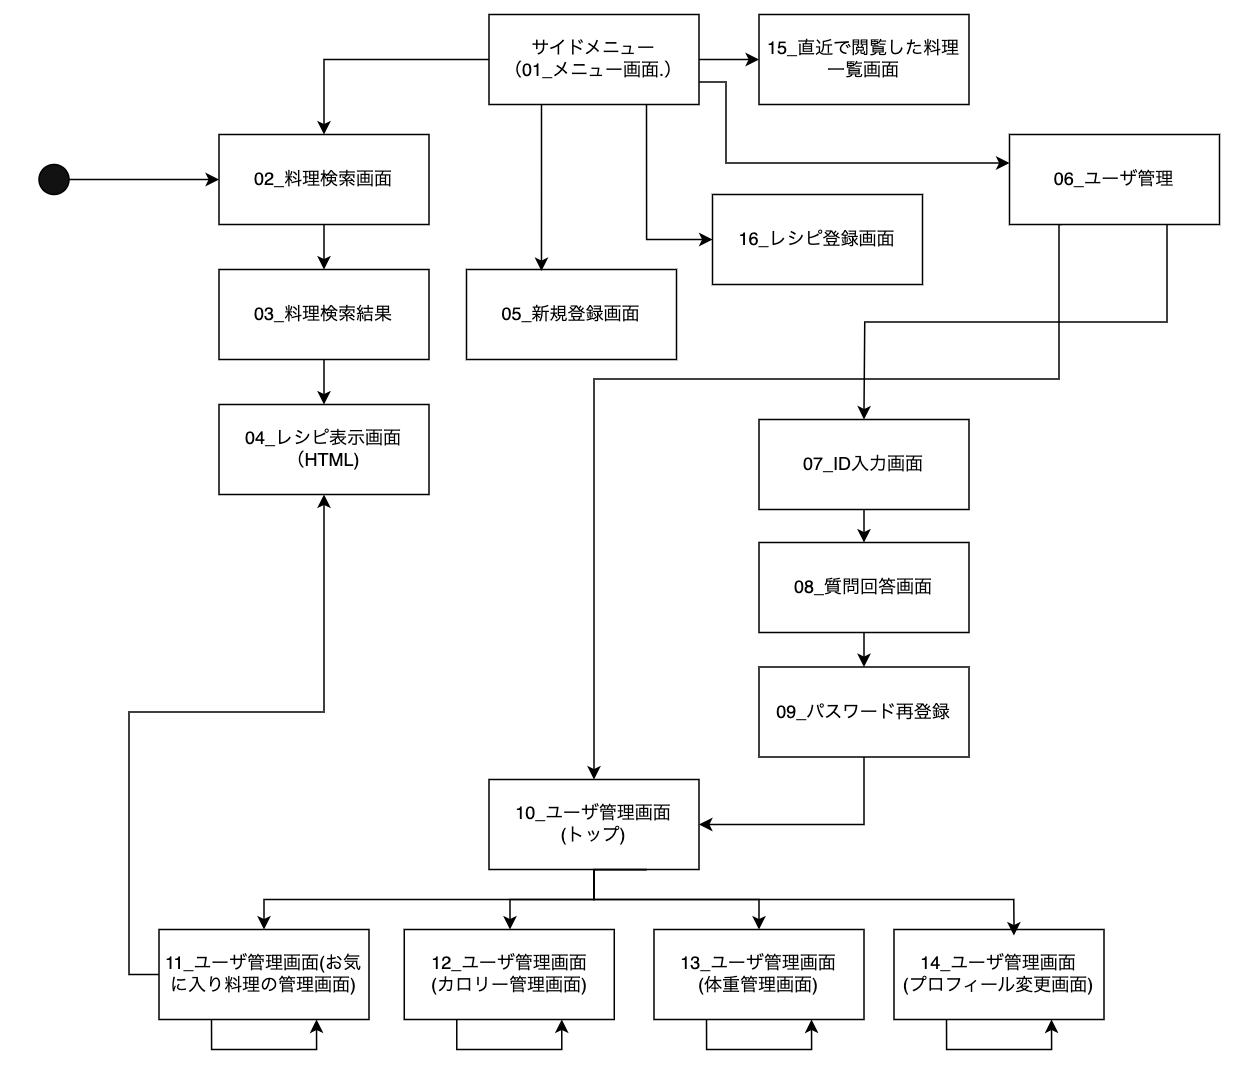 サイドメニュー
（01_メニュー画面.）
15_直近で閲覧した料理
一覧画面
02_料理検索画面
06_ユーザ管理
16_レシピ登録画面
03_料理検索結果
05_新規登録画面
04_レシピ表示画面
（HTML)
07_ID入力画面
08_質問回答画面
09_パスワード再登録
10_ユーザ管理画面
(トップ)
11_ユーザ管理画面(お気
に入り料理の管理画面)
12_ユーザ管理画面
(カロリー管理画面)
13_ユーザ管理画面
(体重管理画面)
14_ユーザ管理画面
(プロフィール変更画面)